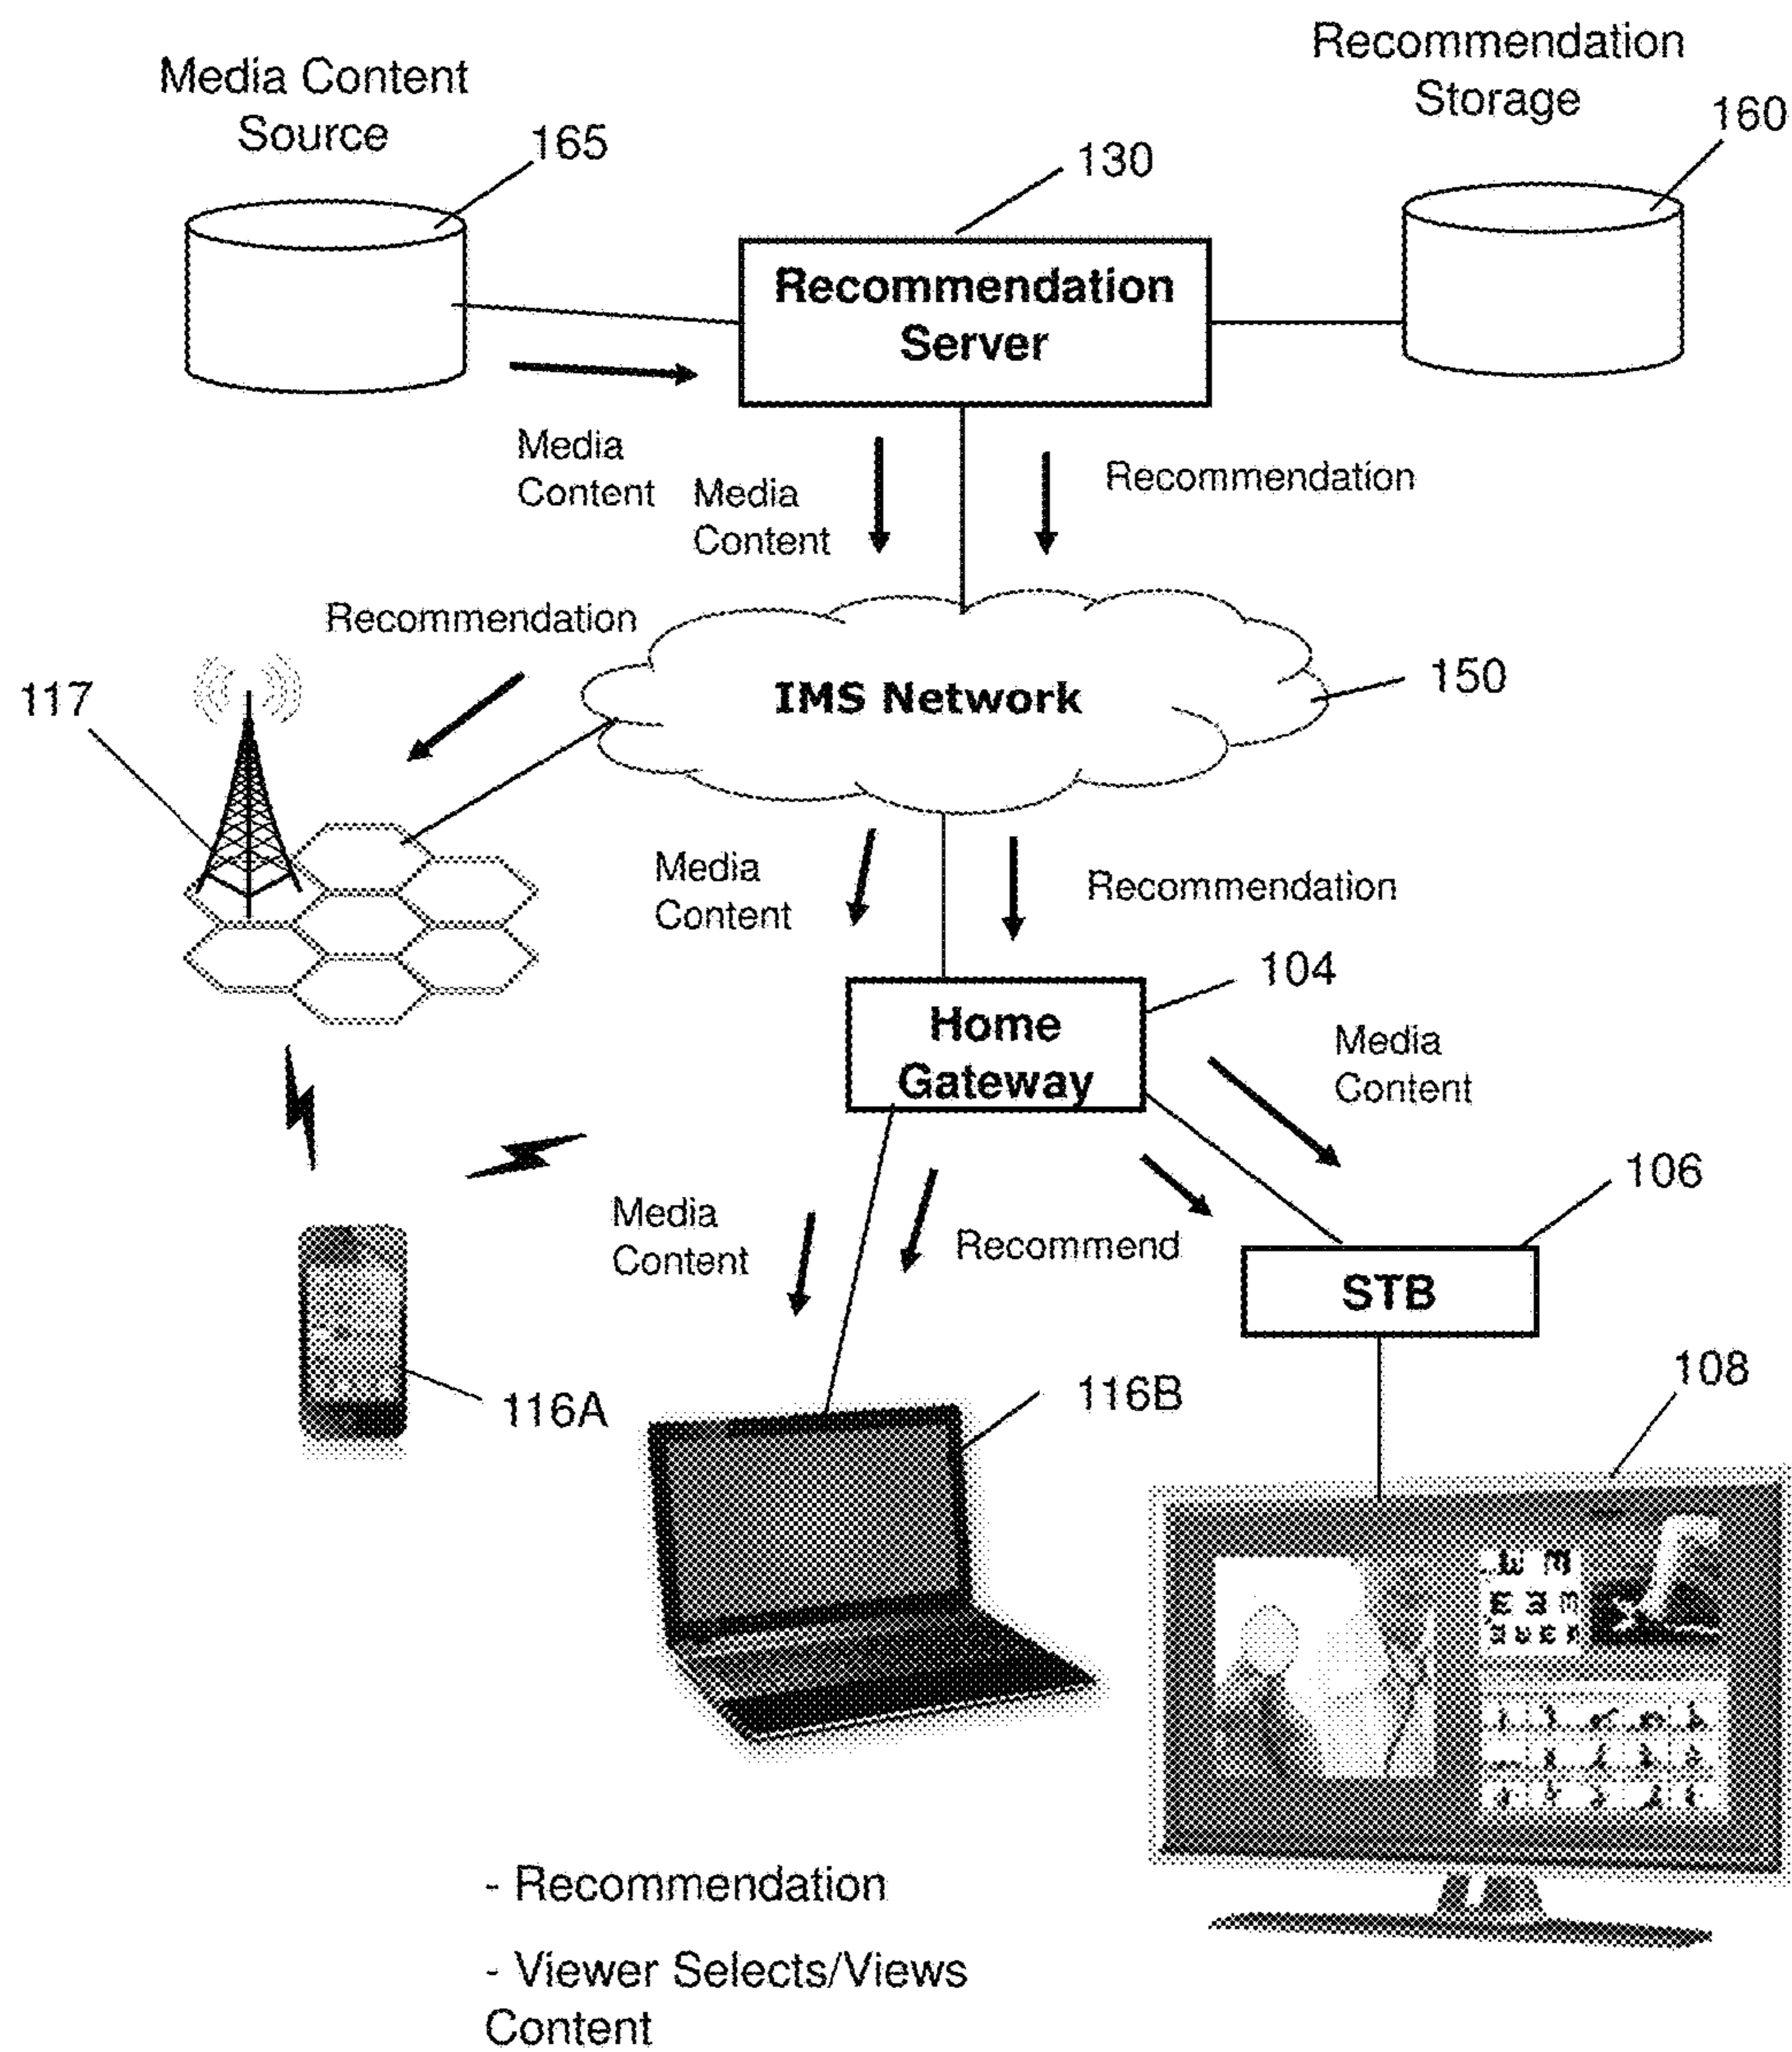 Media Content
Source
165
Recommendation
Storage
160
130
Recommendation
Server
Media
Content
Media
Content
Recommendation
Recommendation
117
IMS Network
150
Media
Content
Recommendation
104
Home
Gateway
Media
Content
106
Media
Content
Recommend
STB
116A
116B
108
- Recommendation
- Viewer Selects/Views
Content